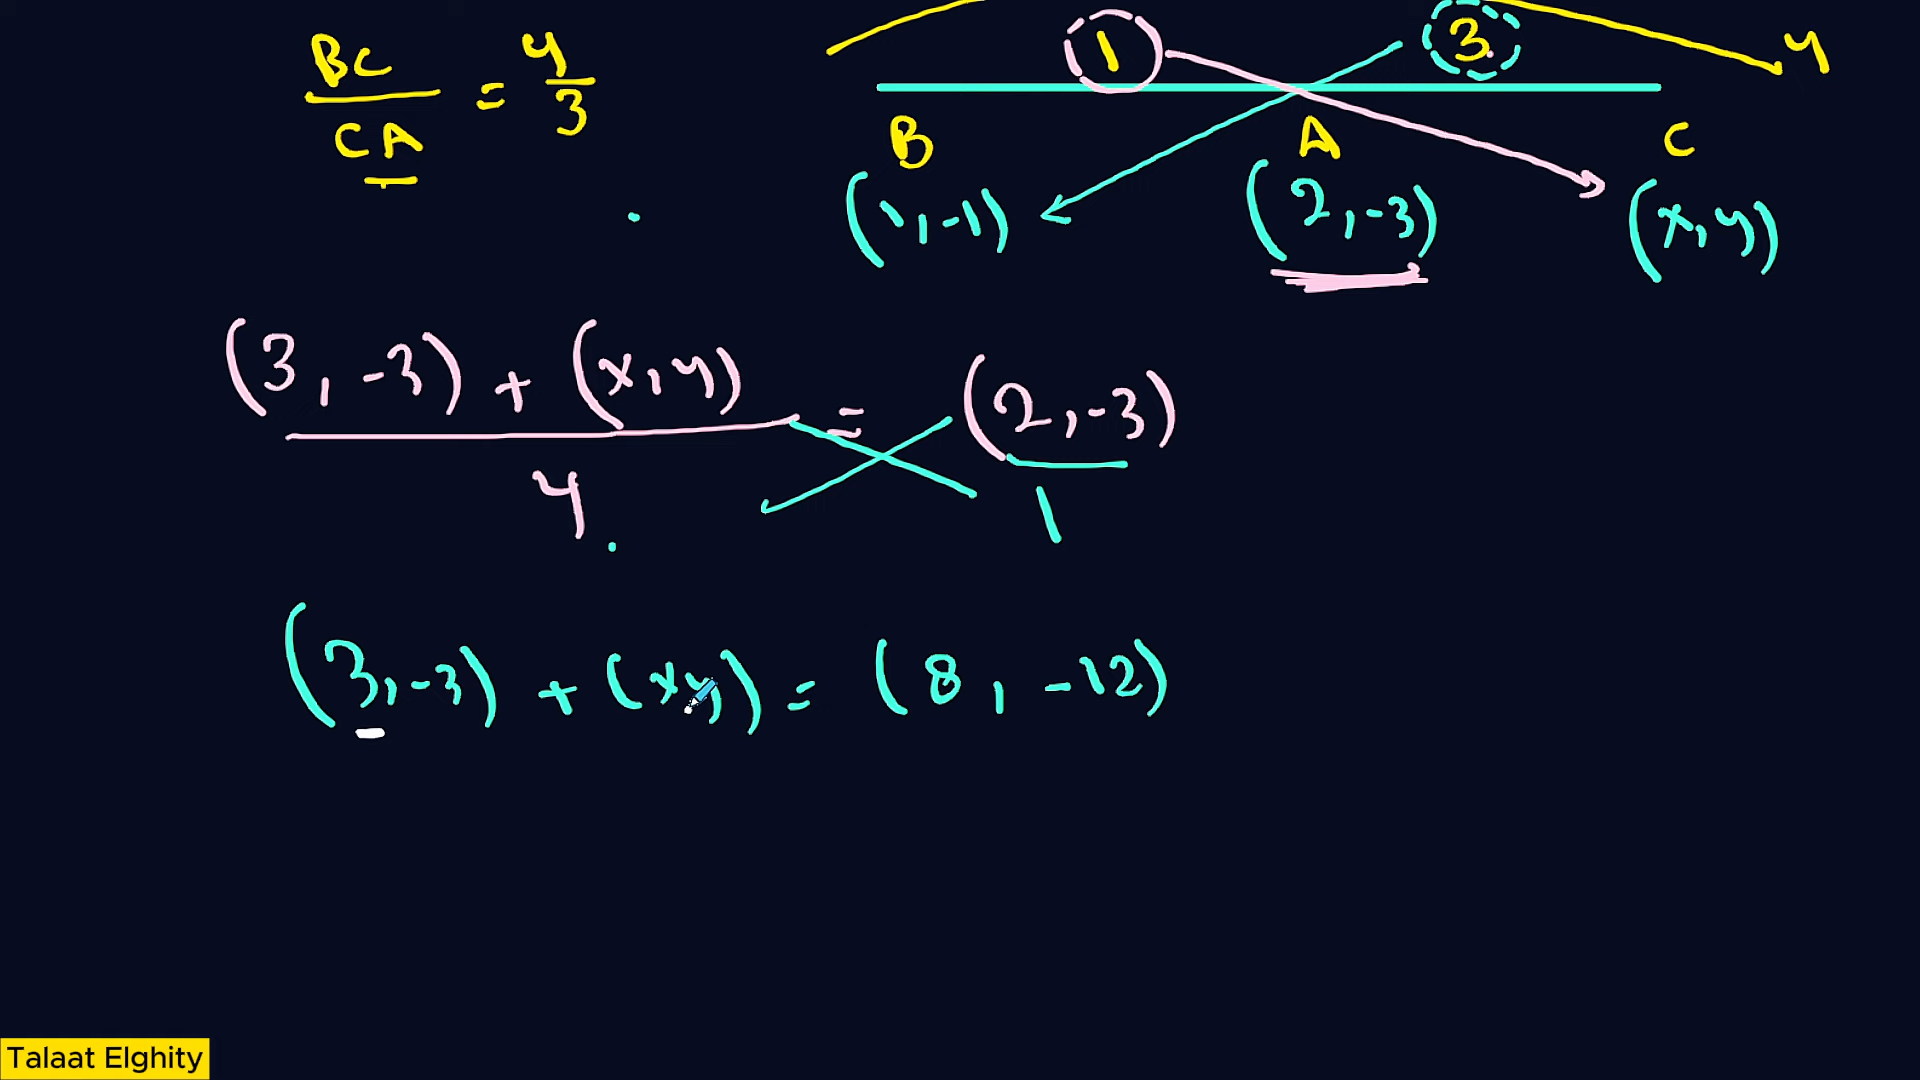 BC/CA = 4/3
1 3 4
B A C
(1,-1) (2,-3) (x,y)
((3,-3) + (x,y))/4 = (2,-3)/1
(3,-3) + (x y) = (8, -12)
Talaat Elghity